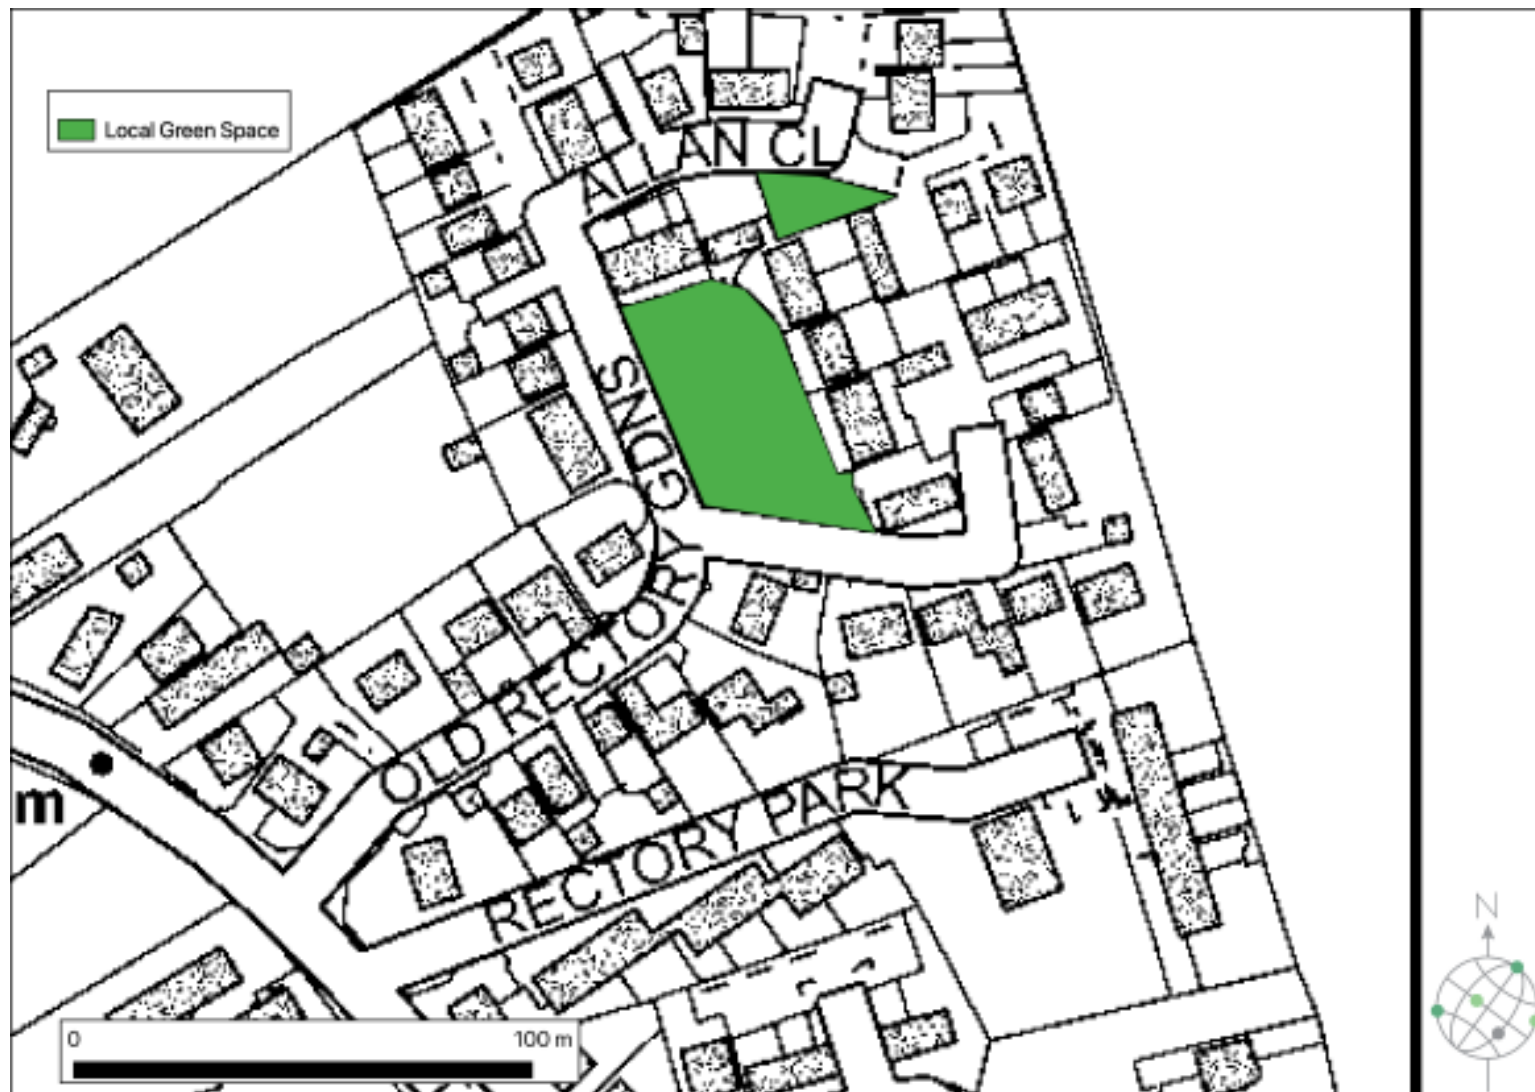 Local Green Space
AN CL
A
OLD RECTORY GDNS
RECTORY PARK
m
0 100 m
N